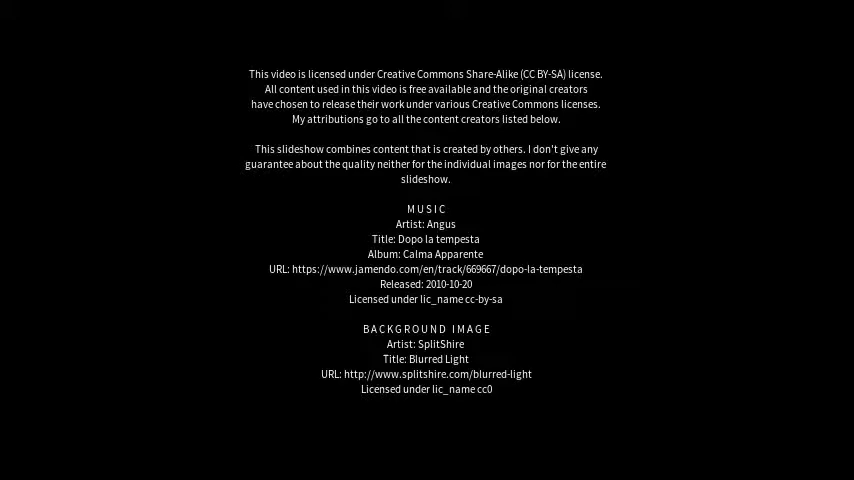 This video is licensed under Creative Commons Share-Alike (CC BY-SA) license.
All content used in this video is free available and the original creators
have chosen to release their work under various Creative Commons licenses.
My attributions go to all the content creators listed below.
This slideshow combines content that is created by others. I don't give any
guarantee about the quality neither for the individual images nor for the entire
slideshow.
MUSIC
Artist: Angus
Title: Dopo la tempesta
Album: Calma Apparente
URL: https://www.jamendo.com/en/track/669667/dopo-la-tempesta
Released: 2010-10-20
Licensed under lic_name cc-by-sa
BACKGROUND IMAGE
Artist: SplitShire
Title: Blurred Light
URL: http://www.splitshire.com/blurred-light
Licensed under lic_name cc0